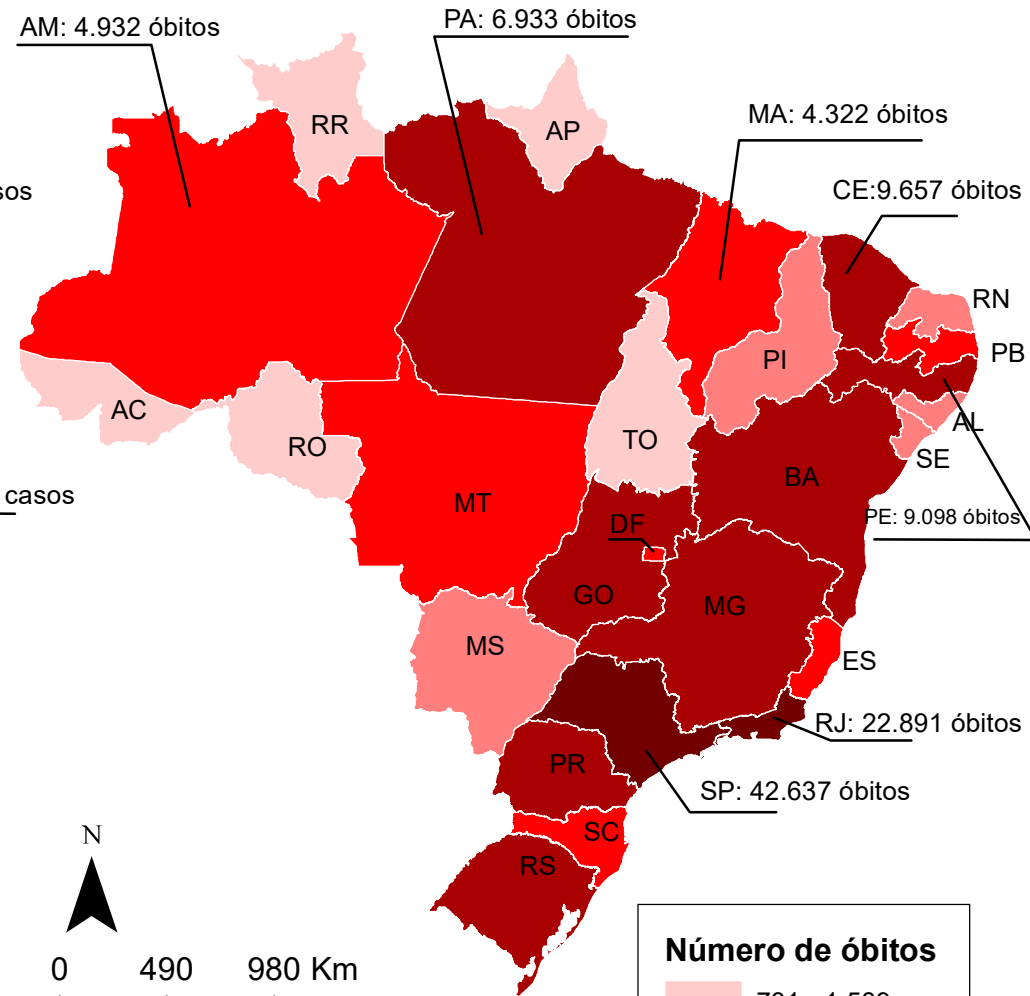 AM: 4.932 óbitos
PA: 6.933 óbitos
MA: 4.322 óbitos
RR
AP
CE:9.657 óbitos
RN
PB
PI
AC
AL
RO
TO
SE
BA
casos
MT
PE: 9.098 óbitos
DF
GO
MG
MS
ES
RJ: 22.891 óbitos
PR
SP: 42.637 óbitos
N
SC
RS
Número de óbitos
0 490 980 Km